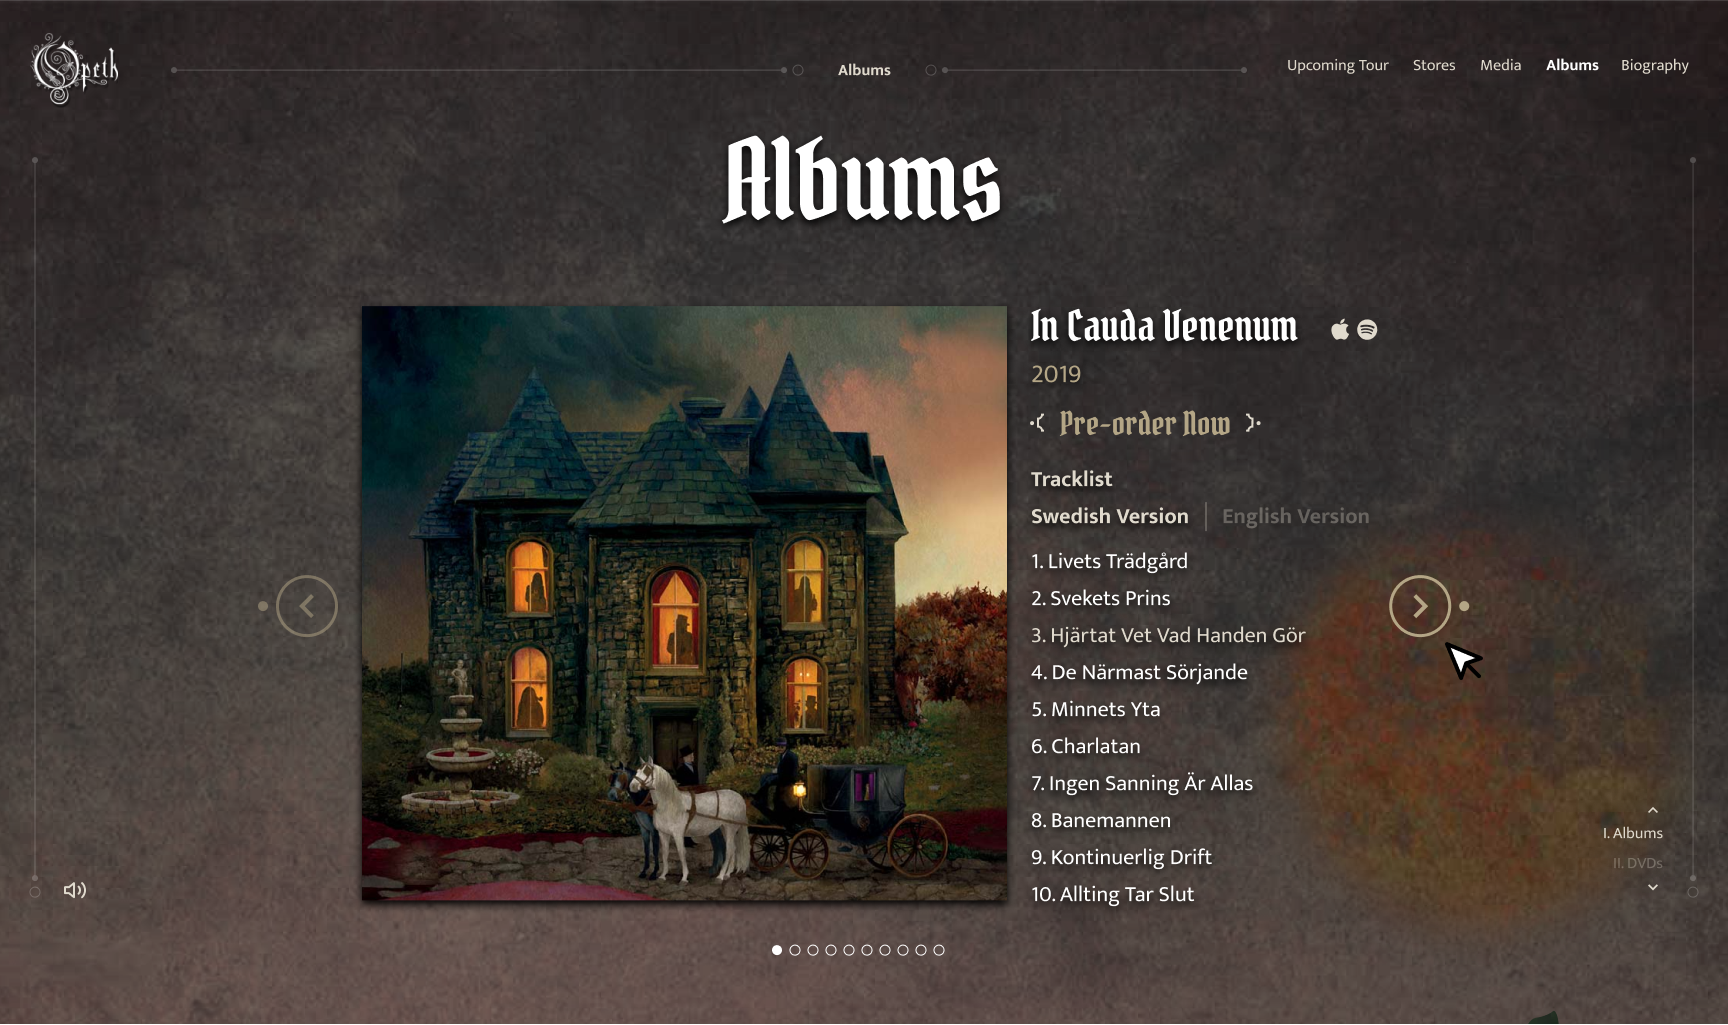 Opeth
Albums
Upcoming Tour
Stores
Media
Albums
Biography
Albums
In Cauda Venenum
2019
Pre-order Now
Tracklist
Swedish Version | English Version
1. Livets Trädgård
2. Svekets Prins
3. Hjärtat Vet Vad Handen Gör
4. De Närmast Sörjande
5. Minnets Yta
6. Charlatan
7. Ingen Sanning Är Allas
8. Banemannen
9. Kontinuerlig Drift
10. Allting Tar Slut
I. Albums
II. DVDs